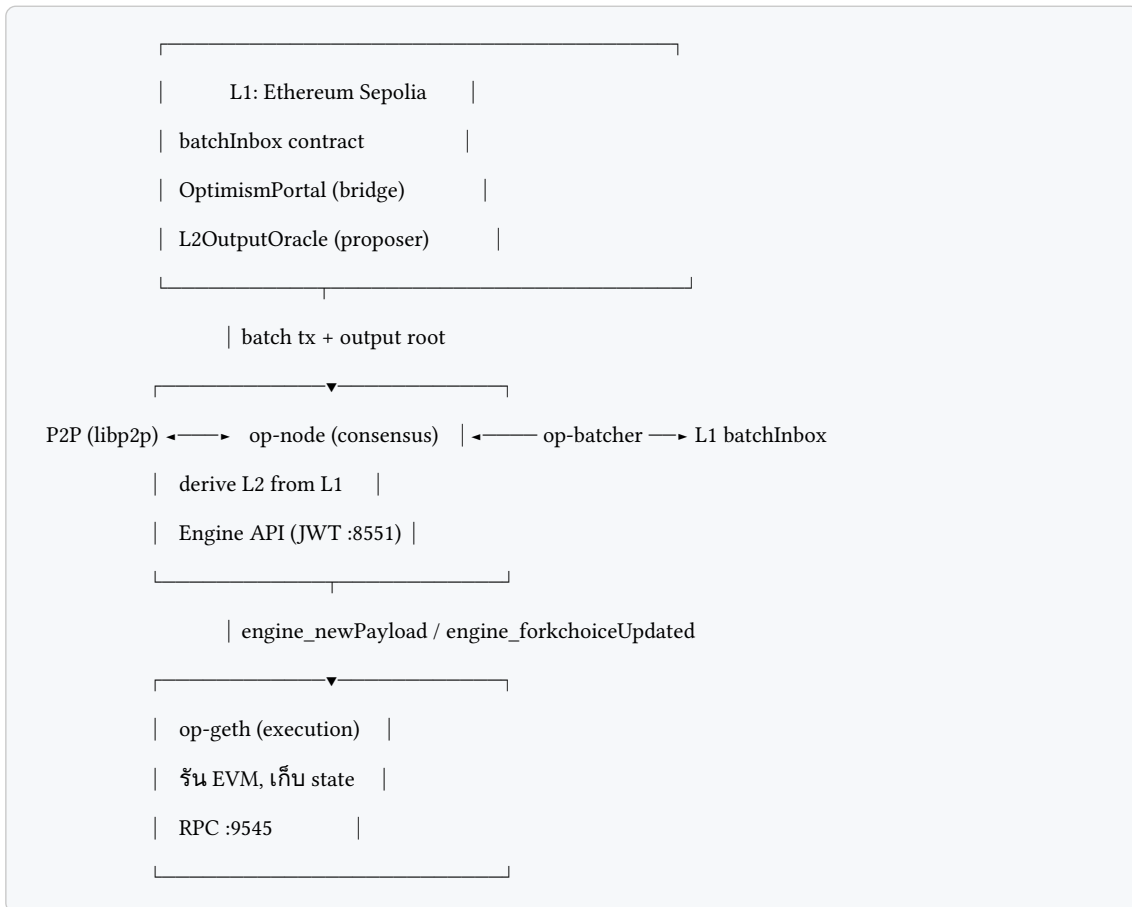 L1: Ethereum Sepolia
batchInbox contract
OptimismPortal (bridge)
L2OutputOracle (proposer)
batch tx + output root
P2P (libp2p) ◄──► op-node (consensus) │◄─── op-batcher ──► L1 batchInbox
derive L2 from L1
Engine API (JWT :8551)
engine_newPayload / engine_forkchoiceUpdated
op-geth (execution)
รัน EVM, เก็บ state
RPC :9545